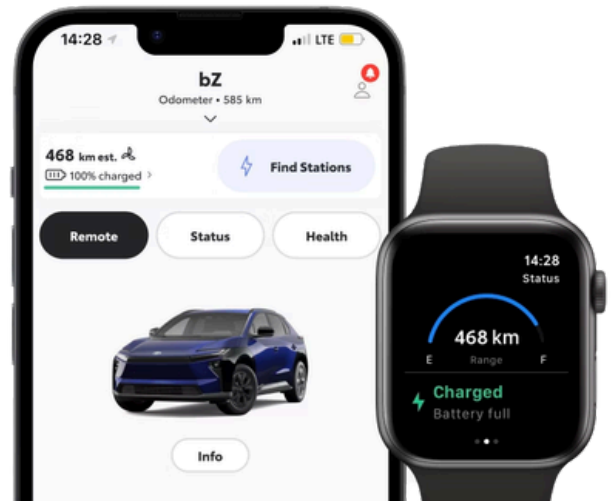 14:28
LTE
bZ
Odometer • 585 km
468 km est.
100% charged >
Find Stations
Remote
Status
Health
Info
14:28
Status
468 km
E Range F
Charged
Battery full